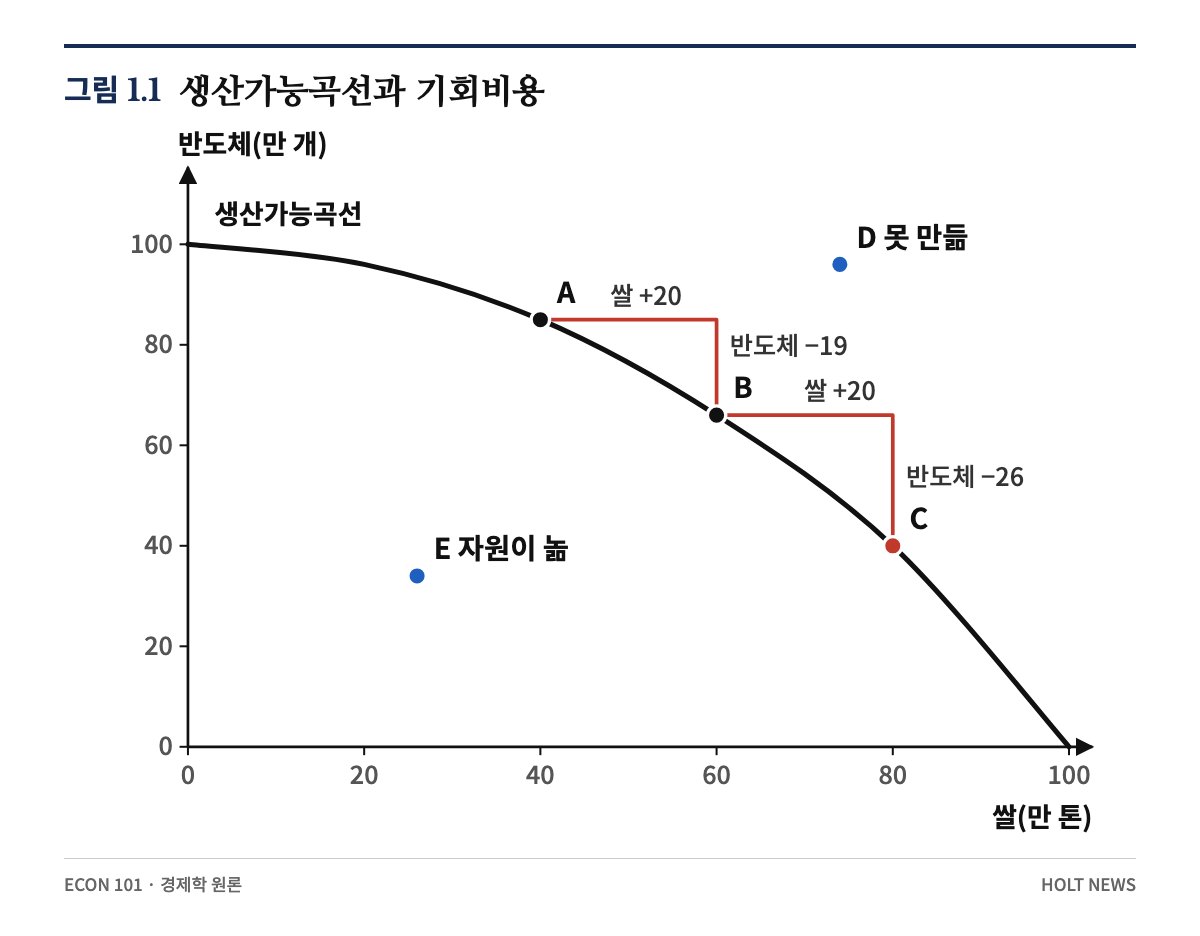 그림 1.1 생산가능곡선과 기회비용
반도체(만 개)
생산가능곡선
D 못 만듦
100
A 쌀 +20
80
반도체 −19
B 쌀 +20
60
반도체 −26
C
40
E 자원이 놂
20
0
0 20 40 60 80 100
쌀(만 톤)
ECON 101 · 경제학 원론
HOLT NEWS